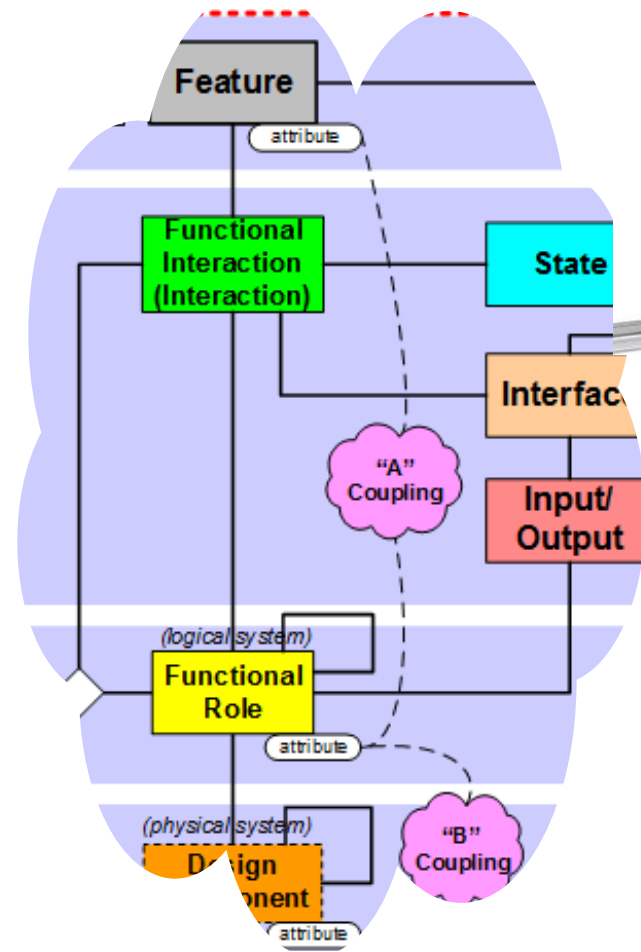 Feature
attribute
Functional
Interaction
(Interaction)
State
Interfac
"A"
Coupling
Input/
Output
(logical system)
Functional
Role
attribute
(physical system)
"B"
Coupling
attribute